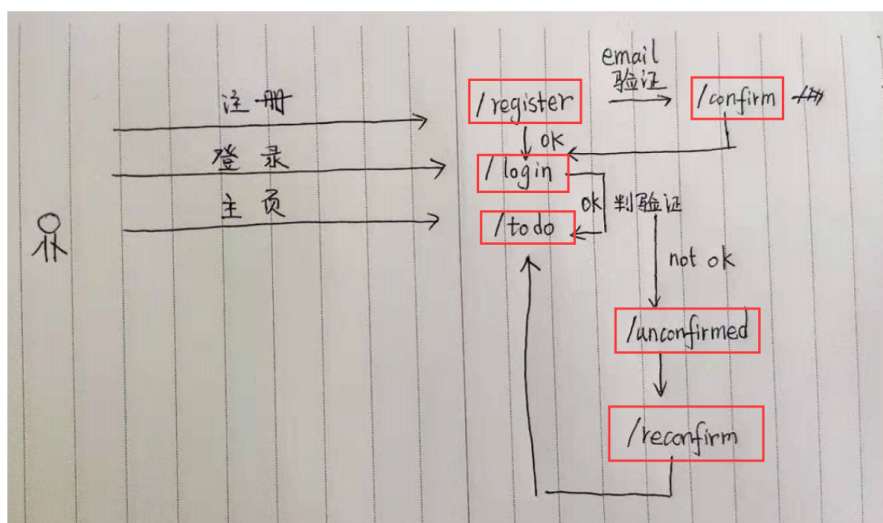 注册
登录
主页
/register
email
验证
/confirm
ok
/login
ok
判验证
/todo
not ok
/unconfirmed
/reconfirm